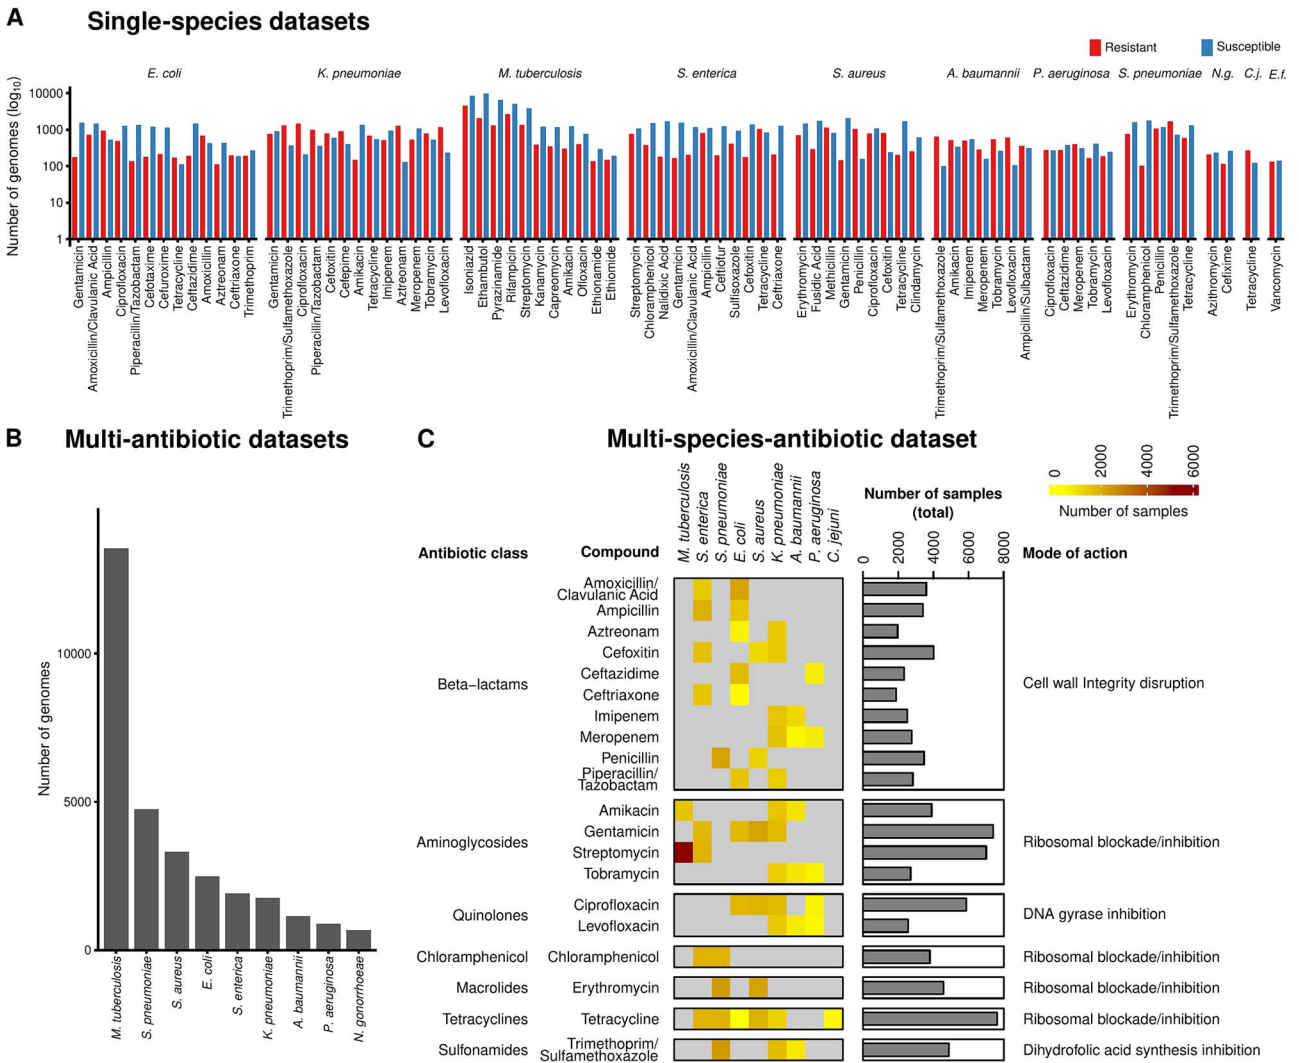 A
Single-species datasets
Resistant
Susceptible
E. coli
K. pneumoniae
M. tuberculosis
S. enterica
S. aureus
A. baumannii
P. aeruginosa
S. pneumoniae
N.g.
C.j.
E.f.
Number of genomes (log10)
10000
1000
100
10
1
Gentamicin
Amoxicillin/Clavulanic Acid
Ampicillin
Ciprofloxacin
Piperacillin/Tazobactam
Cefotaxime
Cefuroxime
Tetracycline
Ceftazidime
Amoxicillin
Aztreonam
Ceftriaxone
Trimethoprim
Gentamicin
Trimethoprim/Sulfamethoxazole
Ciprofloxacin
Piperacillin/Tazobactam
Cefoxitin
Cefepime
Amikacin
Tetracycline
Imipenem
Aztreonam
Meropenem
Tobramycin
Levofloxacin
Isoniazid
Ethambutol
Pyrazinamide
Rifampicin
Streptomycin
Kanamycin
Capreomycin
Amikacin
Ofloxacin
Ethionamide
Ethiomide
Streptomycin
Chloramphenicol
Nalidixic Acid
Gentamicin
Amoxicillin/Clavulanic Acid
Ampicillin
Ceftiofur
Sulfisoxazole
Cefoxitin
Tetracycline
Ceftriaxone
Erythromycin
Fusidic Acid
Methicillin
Gentamicin
Penicillin
Ciprofloxacin
Cefoxitin
Tetracycline
Clindamycin
Trimethoprim/Sulfamethoxazole
Amikacin
Imipenem
Meropenem
Tobramycin
Levofloxacin
Ampicillin/Sulbactam
Ciprofloxacin
Ceftazidime
Meropenem
Tobramycin
Levofloxacin
Erythromycin
Chloramphenicol
Penicillin
Trimethoprim/Sulfamethoxazole
Tetracycline
Azithromycin
Cefixime
Tetracycline
Vancomycin
B
Multi-antibiotic datasets
Number of genomes
10000
5000
0
M. tuberculosis
S. pneumoniae
S. aureus
E. coli
S. enterica
K. pneumoniae
A. baumannii
P. aeruginosa
N. gonorrhoeae
C
Multi-species-antibiotic dataset
0
2000
4000
6000
Number of samples
M. tuberculosis
S. enterica
S. pneumoniae
E. coli
S. aureus
K. pneumoniae
A. baumannii
P. aeruginosa
C. jejuni
Number of samples
(total)
0
2000
4000
6000
8000
Antibiotic class
Compound
Mode of action
Amoxicillin/
Clavulanic Acid
Ampicillin
Aztreonam
Cefoxitin
Ceftazidime
Beta-lactams
Cell wall Integrity disruption
Ceftriaxone
Imipenem
Meropenem
Penicillin
Piperacillin/
Tazobactam
Amikacin
Gentamicin
Aminoglycosides
Ribosomal blockade/inhibition
Streptomycin
Tobramycin
Ciprofloxacin
Quinolones
DNA gyrase inhibition
Levofloxacin
Chloramphenicol
Chloramphenicol
Ribosomal blockade/inhibition
Macrolides
Erythromycin
Ribosomal blockade/inhibition
Tetracyclines
Tetracycline
Ribosomal blockade/inhibition
Sulfonamides
Trimethoprim/
Sulfamethoxazole
Dihydrofolic acid synthesis inhibition